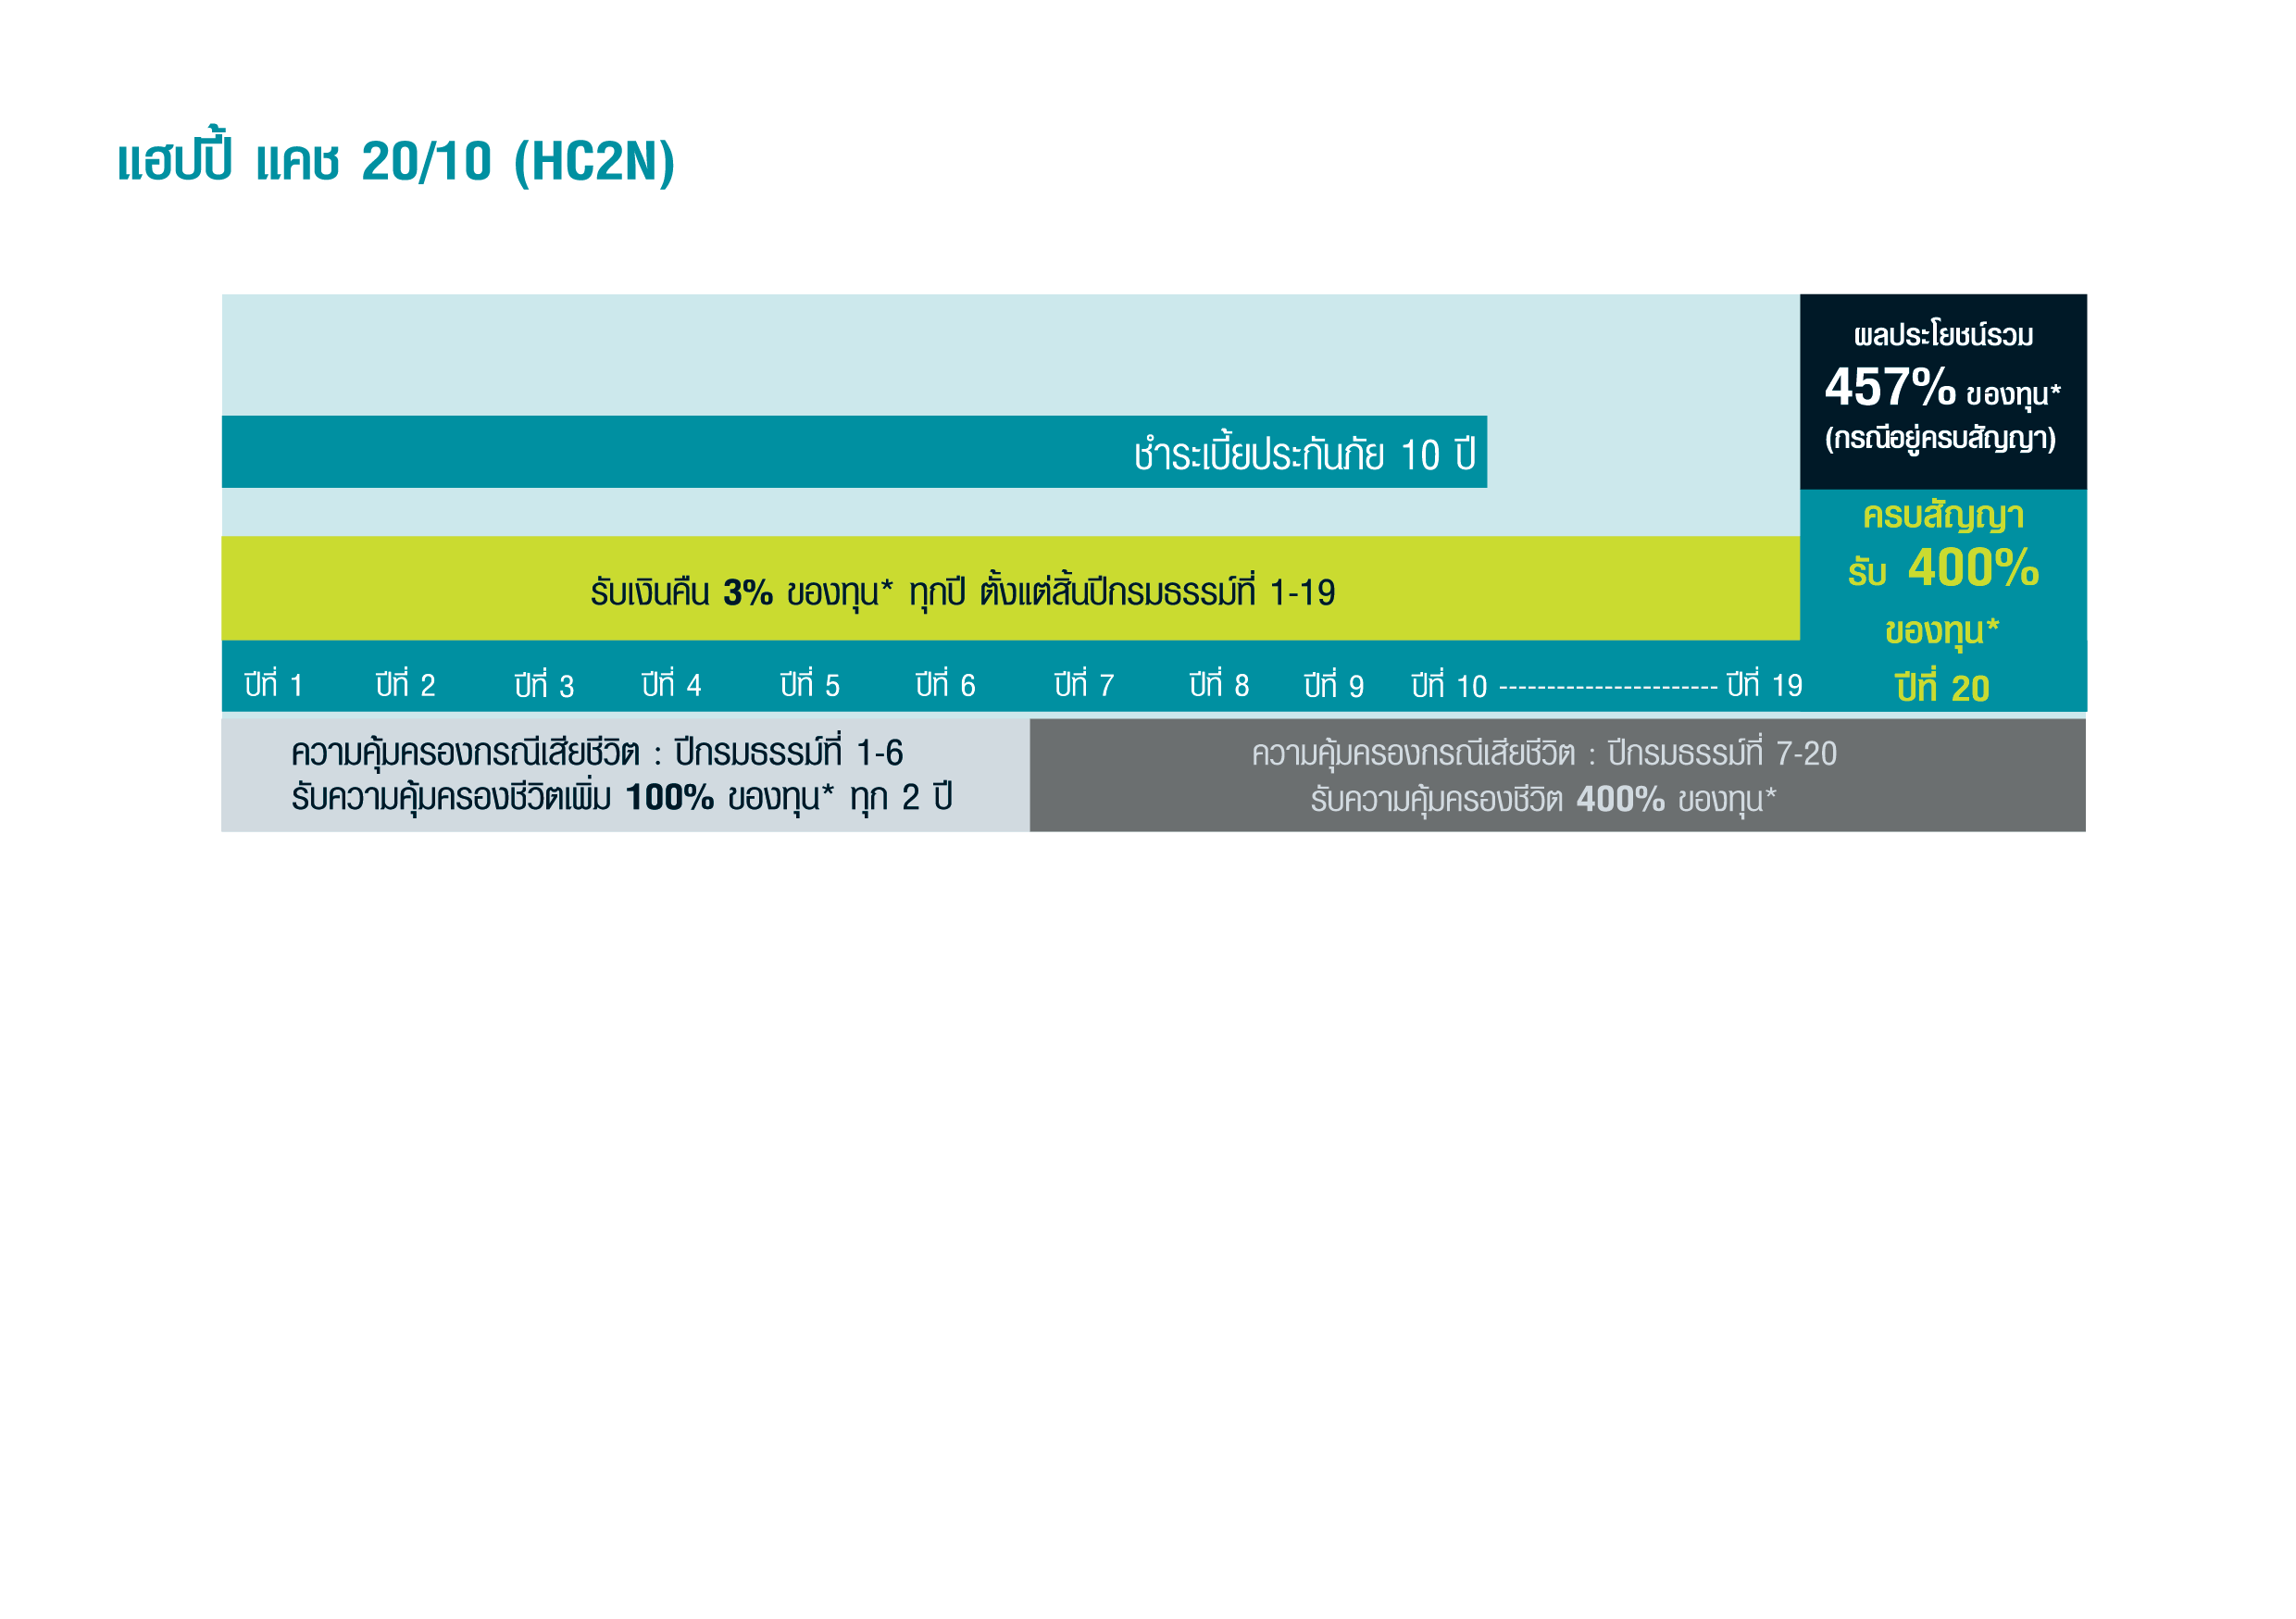 แฮปปี้ แคช 20/10 (HC2N)
ผลประโยชน์รวม
457% ของทุน*
(กรณีอยู่ครบสัญญา)
ชำระเบี้ยประกันภัย 10 ปี
ครบสัญญา
รับ 400%
ของทุน*
รับเงินคืน 3% ของทุน* ทุกปี ตั้งแต่สิ้นปีกรมธรรม์ที่ 1-19
ปีที่ 1 ปีที่ 2 ปีที่ 3 ปีที่ 4 ปีที่ 5 ปีที่ 6 ปีที่ 7 ปีที่ 8 ปีที่ 9 ปีที่ 10 ----------------------- ปีที่ 19 ปีที่ 20
ความคุ้มครองกรณีเสียชีวิต : ปีกรมธรรม์ที่ 1-6
รับความคุ้มครองชีวิตเพิ่ม 100% ของทุน* ทุก 2 ปี
ความคุ้มครองกรณีเสียชีวิต : ปีกรมธรรม์ที่ 7-20
รับความคุ้มครองชีวิต 400% ของทุน*